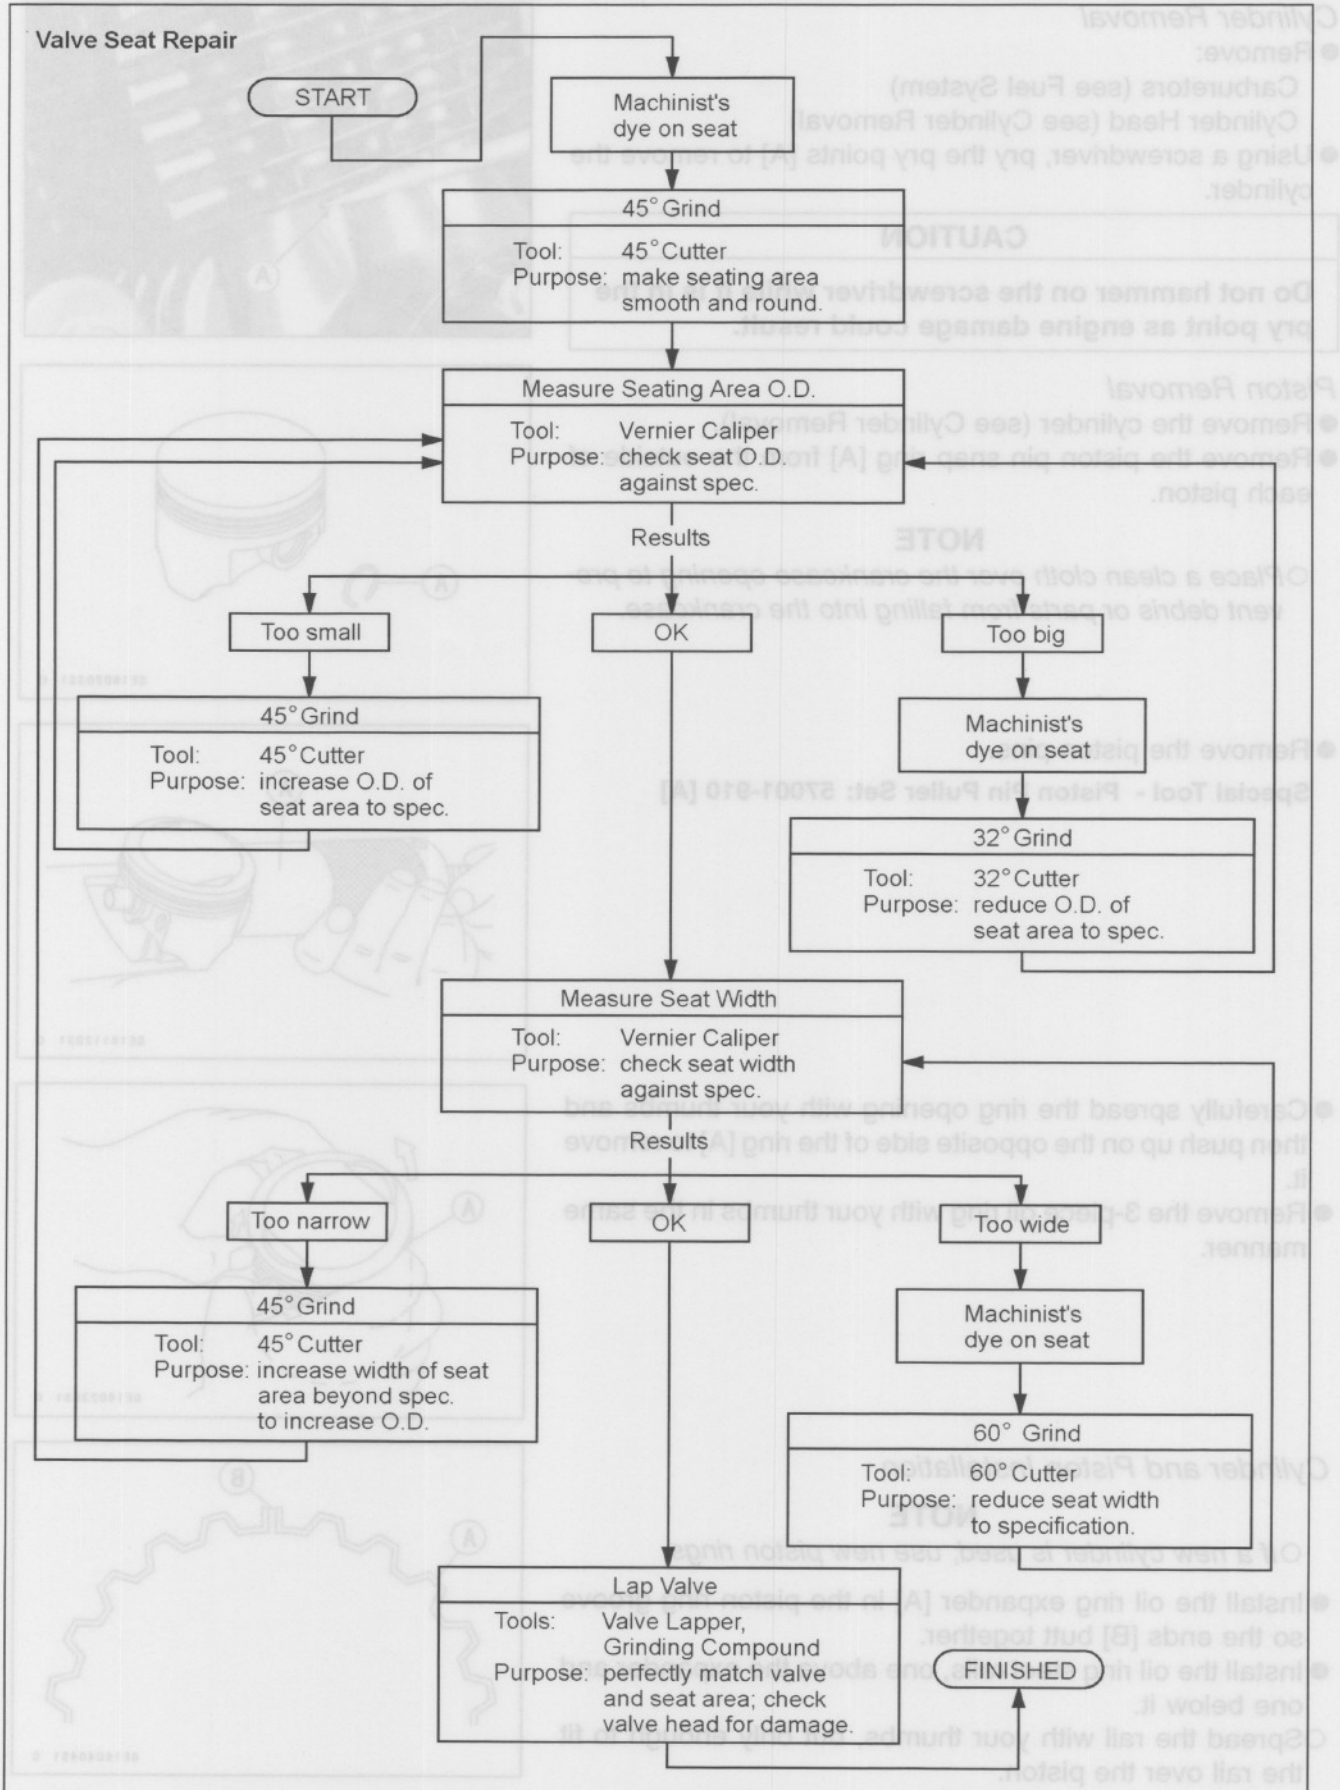 Valve Seat Repair
START
Machinist's
dye on seat
45° Grind
Tool: 45° Cutter
Purpose: make seating area
smooth and round.
Measure Seating Area O.D.
Tool: Vernier Caliper
Purpose: check seat O.D.
against spec.
Results
Too small
OK
Too big
45° Grind
Tool: 45° Cutter
Purpose: increase O.D. of
seat area to spec.
Machinist's
dye on seat
32° Grind
Tool: 32° Cutter
Purpose: reduce O.D. of
seat area to spec.
Measure Seat Width
Tool: Vernier Caliper
Purpose: check seat width
against spec.
Results
Too narrow
OK
Too wide
45° Grind
Tool: 45° Cutter
Purpose: increase width of seat
area beyond spec.
to increase O.D.
Machinist's
dye on seat
60° Grind
Tool: 60° Cutter
Purpose: reduce seat width
to specification.
Lap Valve
Tools: Valve Lapper,
Grinding Compound
Purpose: perfectly match valve
and seat area; check
valve head for damage.
FINISHED